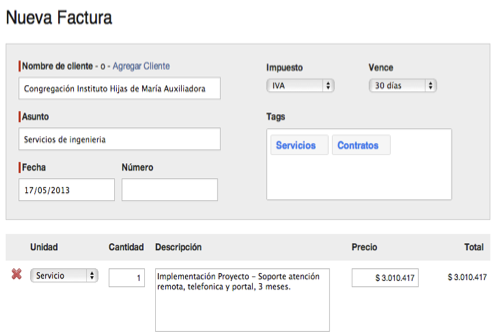 Nueva Factura
Nombre de cliente - o - Agregar Cliente
Impuesto
Vence
Congregación Instituto Hijas de María Auxiliadora
IVA
30 días
Asunto
Tags
Servicios de ingenieria
Servicios
Contratos
Fecha
Número
17/05/2013
Unidad
Cantidad
Descripción
Precio
Total
Servicio
1
Implementación Proyecto - Soporte atención
remota, telefonica y portal, 3 meses.
$ 3.010.417
$ 3.010.417